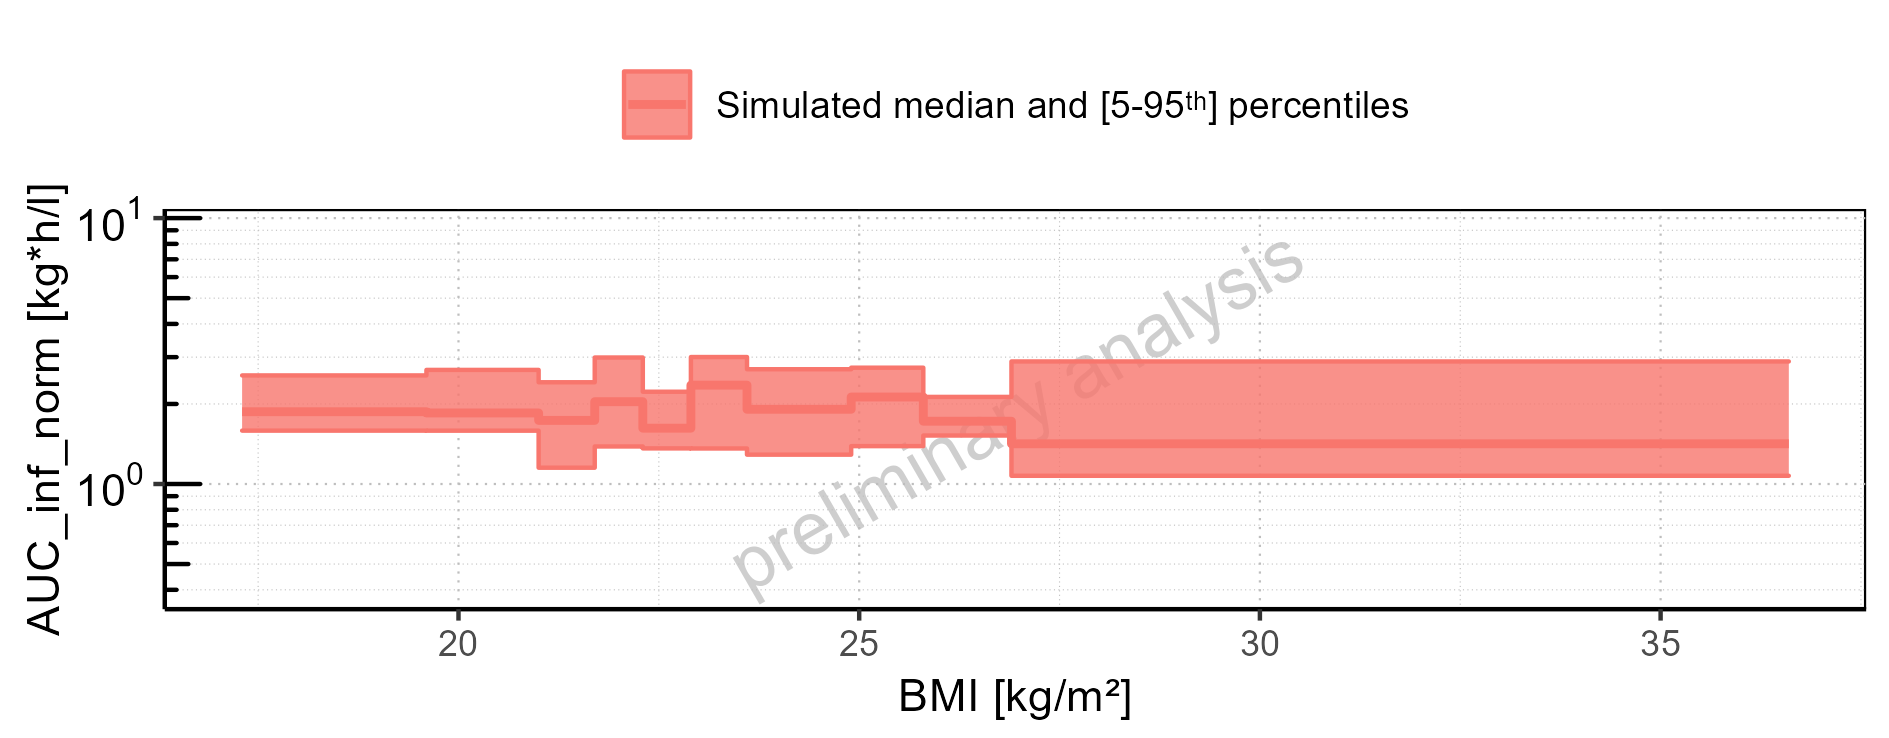 Simulated median and [5-95ᵗʰ] percentiles
AUC_inf_norm [kg*h/l]
10¹
10⁰
preliminary analysis
20 25 30 35
BMI [kg/m²]